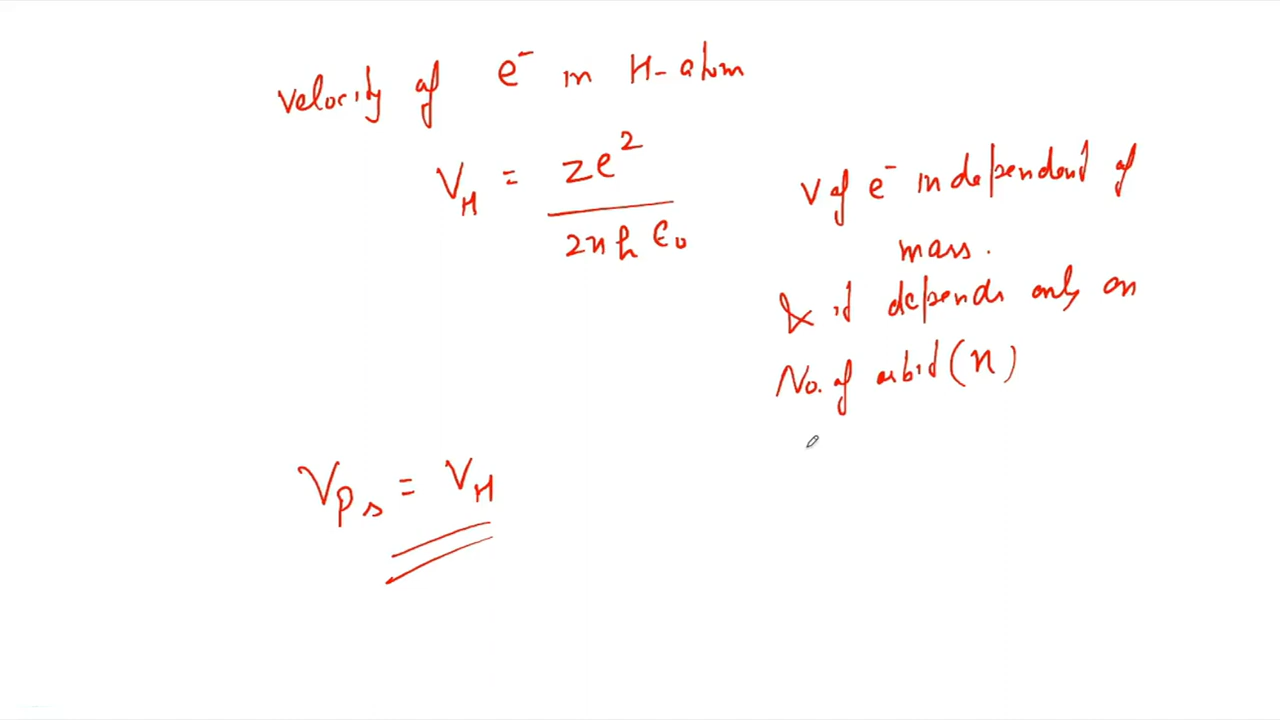 Velocity of e⁻ in H-atom
V_H = ze² / 2nh ε₀
V of e⁻ independent of
mass.
& it depends only on
No. of orbit (n)
V_Ps = V_H